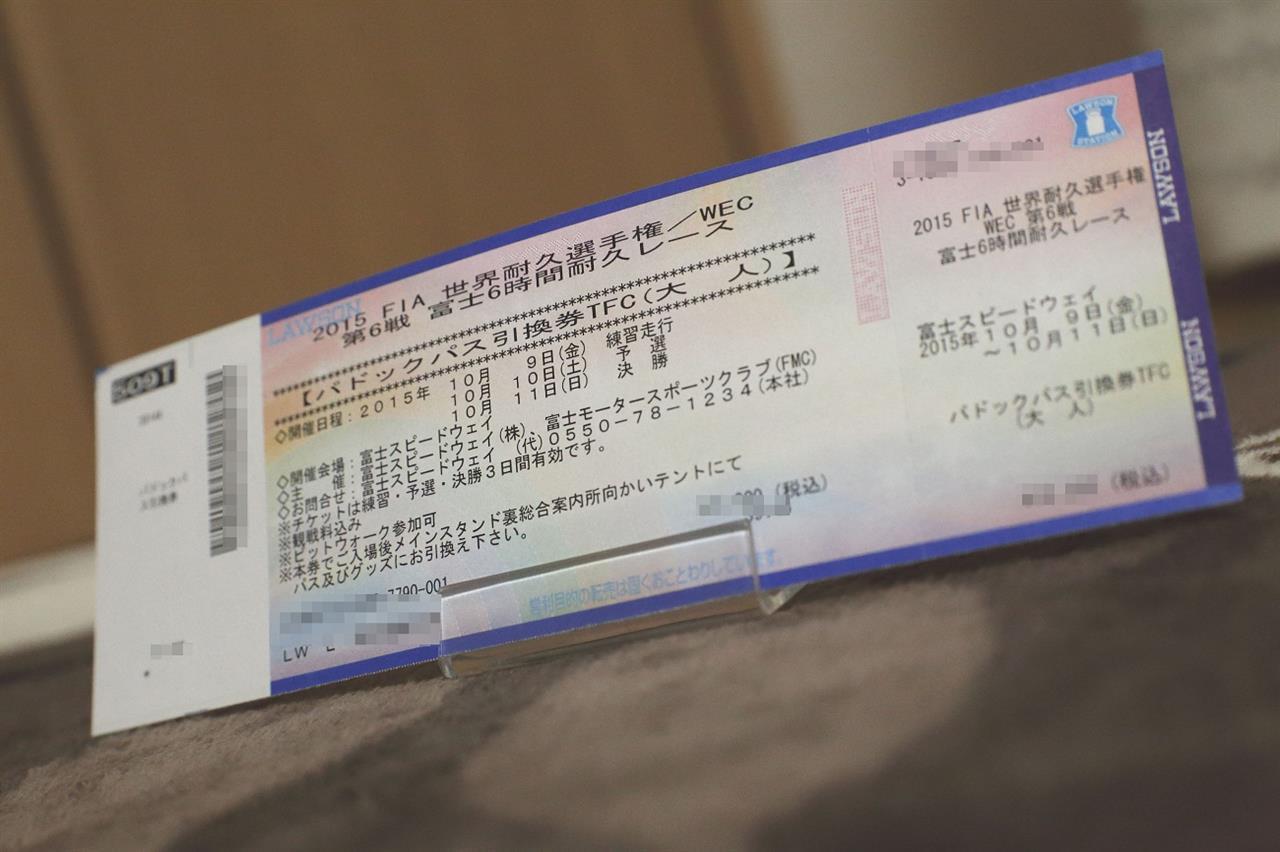 LAWSON
2015 FIA 世界耐久選手権／WEC
第6戦 富士6時間耐久レース
****************************************
【パドックパス引換券TFC(大　人)】
****************************************
◇開催日程：2015年 10月 9日(金) 練習走行
10月 10日(土) 予 選
10月 11日(日) 決 勝
◇開催会場：富士スピードウェイ
◇主　　催：富士スピードウェイ(株)、富士モータースポーツクラブ(FMC)
◇お問合せ：富士スピードウェイ (代)0550-78-1234(本社)
※チケットは練習・予選・決勝3日間有効です。
※観戦料込み
※ピットウォーク参加可
※本券でご入場後メインスタンド裏総合案内所向かいテントにて
パス及びグッズにお引換え下さい。
(税込)
7790-001
LW L
営利目的の転売は固くおことわりしています。
パドックパ
ス引換券
LAWSON
STATION
2015 FIA 世界耐久選手権
WEC 第6戦
富士6時間耐久レース
富士スピードウェイ
2015年10月 9日(金)
～10月11日(日)
パドックパス引換券TFC
(大　人)
(税込)
LAWSON
LAWSON